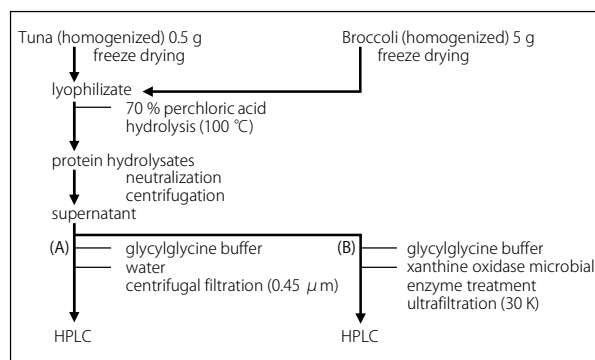 Tuna (homogenized) 0.5 g
freeze drying
Broccoli (homogenized) 5 g
freeze drying
lyophilizate
70 % perchloric acid
hydrolysis (100 ℃)
protein hydrolysates
neutralization
centrifugation
supernatant
(A)
glycylglycine buffer
water
centrifugal filtration (0.45 μm)
HPLC
(B)
glycylglycine buffer
xanthine oxidase microbial
enzyme treatment
ultrafiltration (30 K)
HPLC